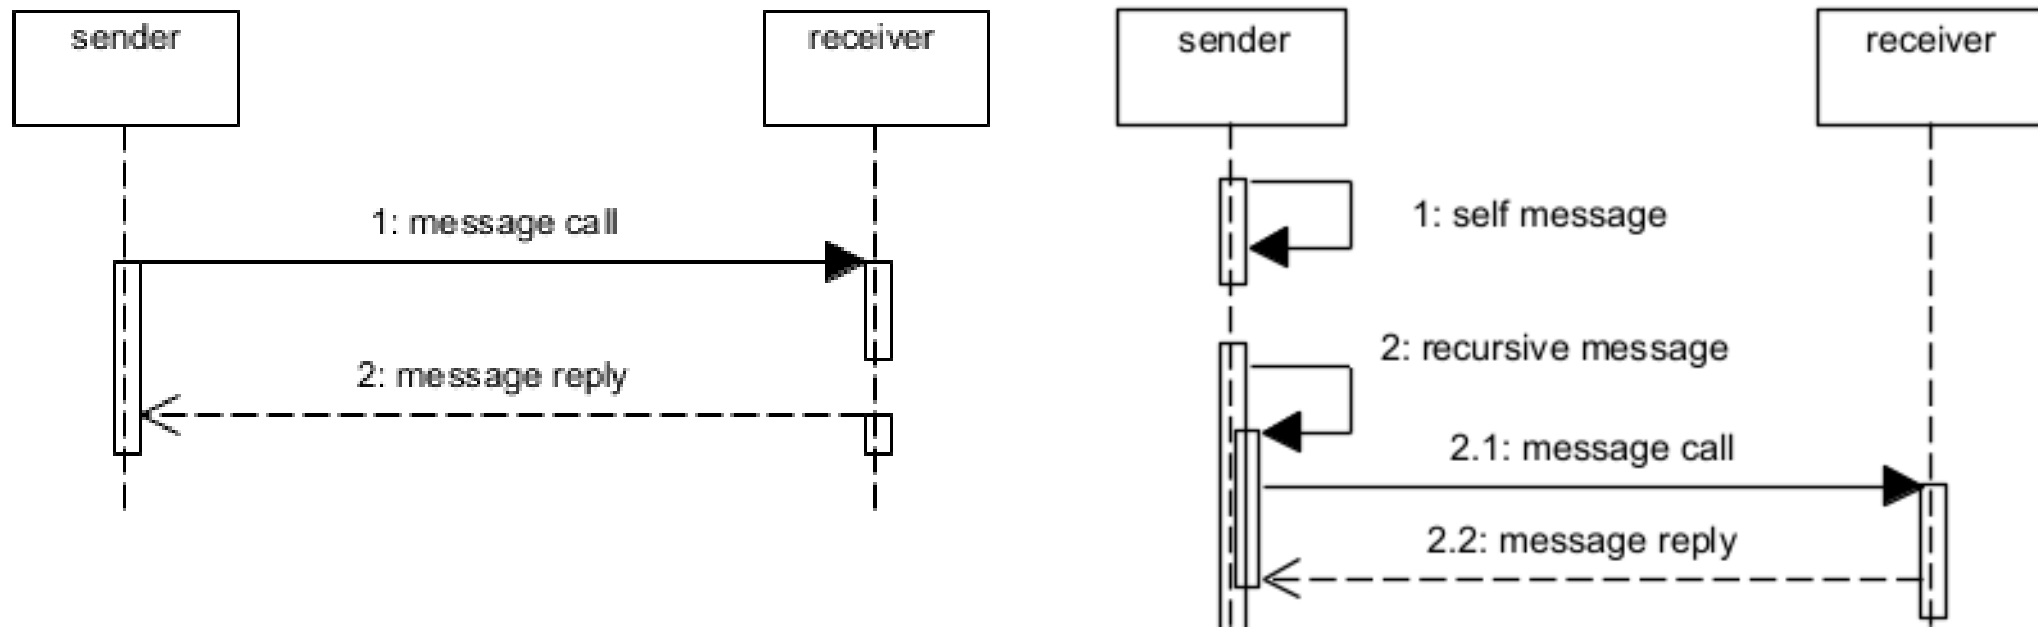 sender
receiver
1: message call
2: message reply
sender
receiver
1: self message
2: recursive message
2.1: message call
2.2: message reply